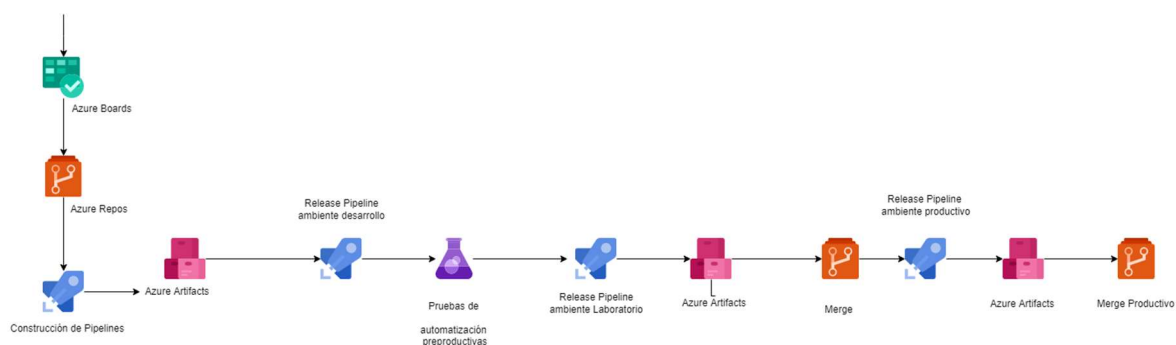 Azure Boards
Azure Repos
Construcción de Pipelines
Azure Artifacts
Release Pipeline
ambiente desarrollo
Pruebas de
automatización
preproductivas
Release Pipeline
ambiente Laboratorio
Azure Artifacts
Merge
Release Pipeline
ambiente productivo
Azure Artifacts
Merge Productivo